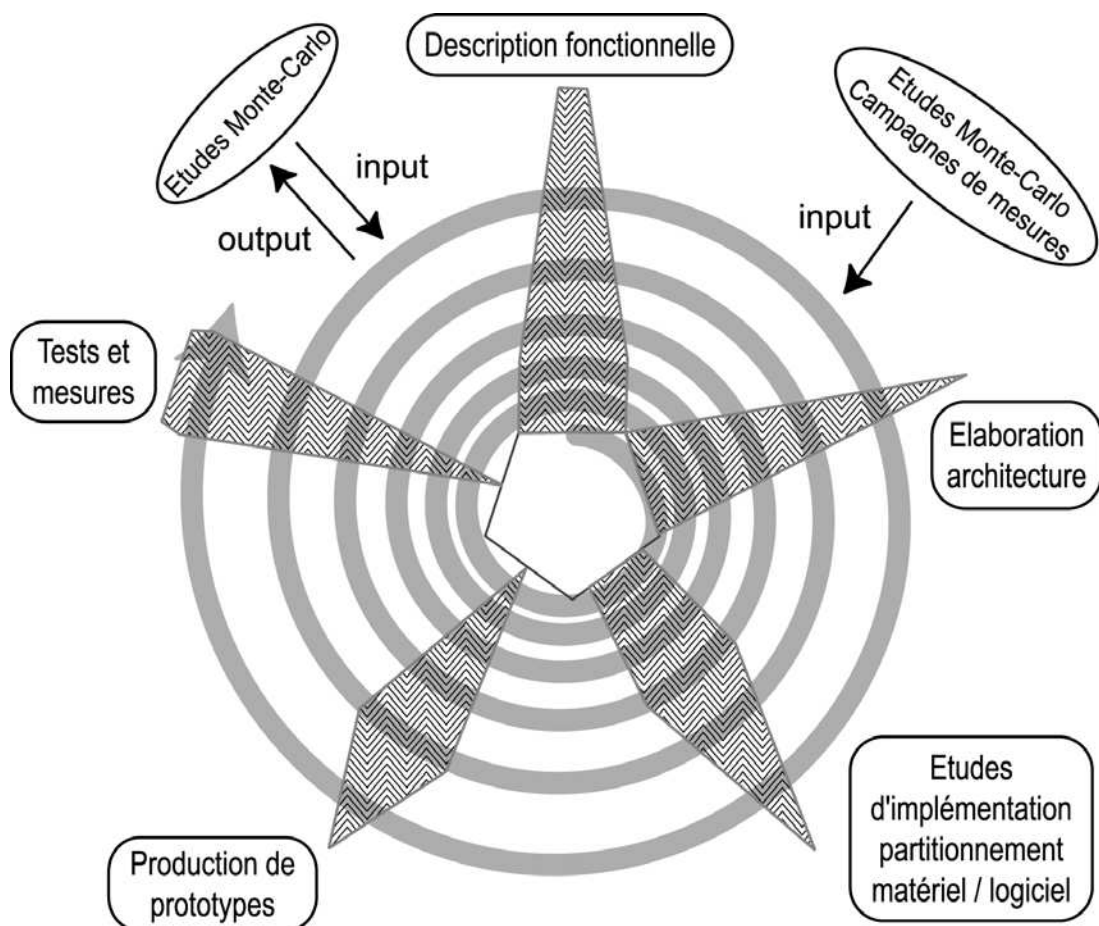 Description fonctionnelle
Etudes Monte-Carlo
input
output
Etudes Monte-Carlo
Campagnes de mesures
input
Tests et
mesures
Elaboration
architecture
Etudes
d'implémentation
partitionnement
matériel / logiciel
Production de
prototypes